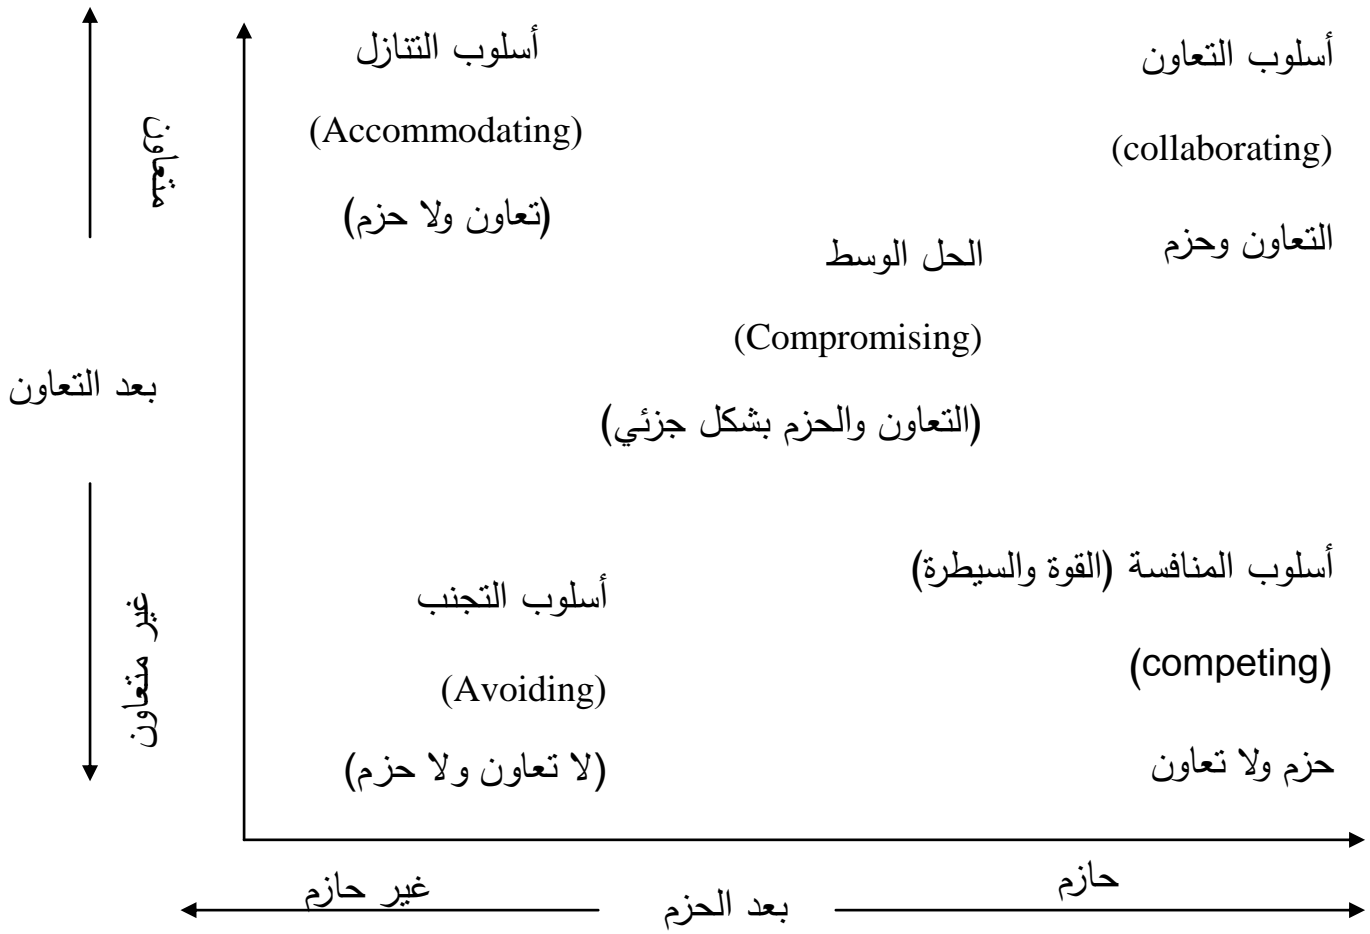 أسلوب التعاون
(collaborating)
التعاون وحزم
أسلوب التنازل
(Accommodating)
(تعاون ولا حزم)
متعاون
الحل الوسط
(Compromising)
(التعاون والحزم بشكل جزئي)
بعد التعاون
أسلوب المنافسة (القوة والسيطرة)
(competing)
حزم ولا تعاون
أسلوب التجنب
(Avoiding)
(لا تعاون ولا حزم)
غير متعاون
حازم
بعد الحزم
غير حازم